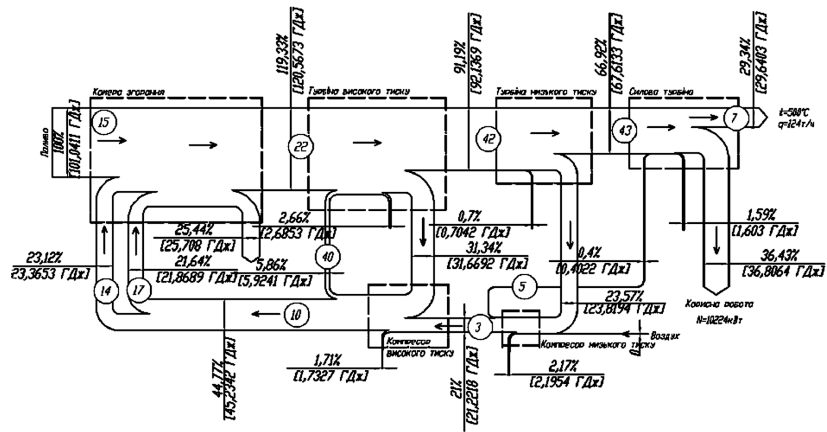 119,33%
[120,5673 ГДж]
91,19%
[92,1369 ГДж]
66,92%
[67,6133 ГДж]
29,34%
[29,6403 ГДж]
Камера згорання
Турбіна високого тиску
Турбіна низького тиску
Силова турбіна
Паливо
100%
[101,0411 ГДж]
15
22
42
43
7
t=500°C
q=124т/ч
2,66%
[2,6853 ГДж]
0,7%
[0,7042 ГДж]
1,59%
[1,603 ГДж]
25,44%
[25,708 ГДж]
31,34%
[31,6692 ГДж]
0,4%
[0,4022 ГДж]
36,43%
[36,8064 ГДж]
23,12%
23,3653 ГДж]
21,64%
[21,8689 ГДж]
5,86%
[5,9241 ГДж]
40
14
17
10
5
3
23,57%
[23,8194 ГДж]
Корисна робота
N=10224кВт
Компресор
високого тиску
Компресор низького тиску
Воздух
0
44,77%
[45,2342 ГДж]
1,71%
[1,7327 ГДж]
21%
[21,2218 ГДж]
2,17%
[2,1954 ГДж]